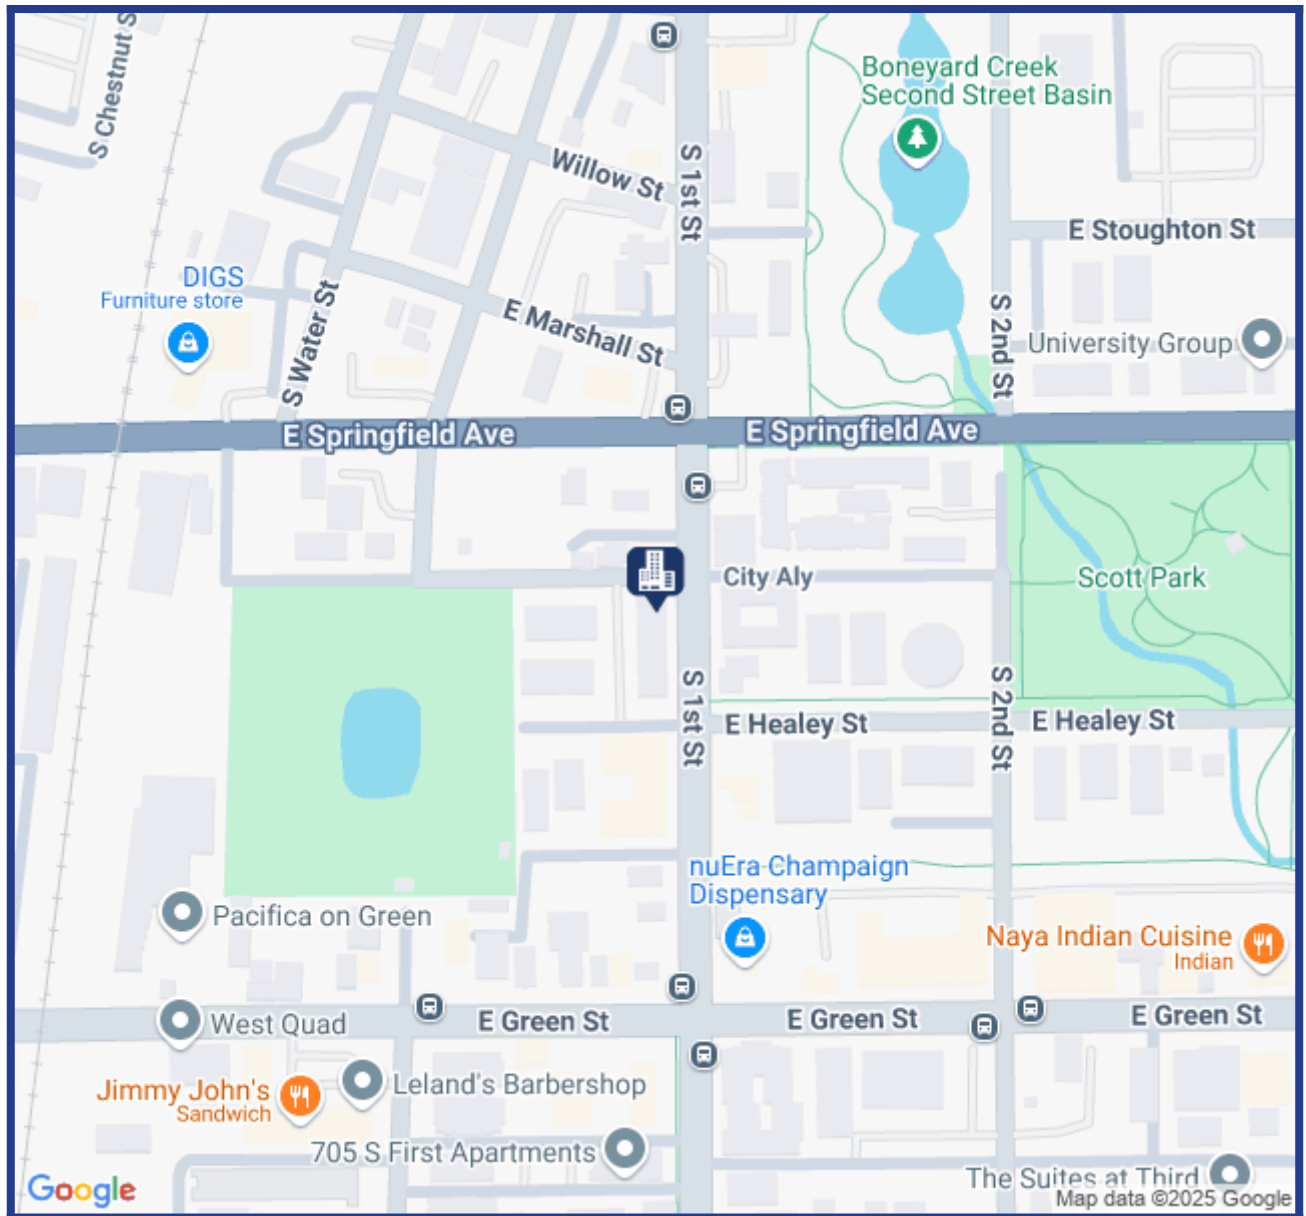 S Chestnut S
Boneyard Creek
Second Street Basin
Willow St
S 1st St
E Stoughton St
DIGS
Furniture store
S Water St
E Marshall St
S 2nd St
University Group
E Springfield Ave
E Springfield Ave
City Aly
Scott Park
S 1st St
S 2nd St
E Healey St
E Healey St
nuEra Champaign
Dispensary
Pacifica on Green
Naya Indian Cuisine
Indian
West Quad
E Green St
E Green St
E Green St
Jimmy John's
Sandwich
Leland's Barbershop
705 S First Apartments
The Suites at Third
Google
Map data ©2025 Google